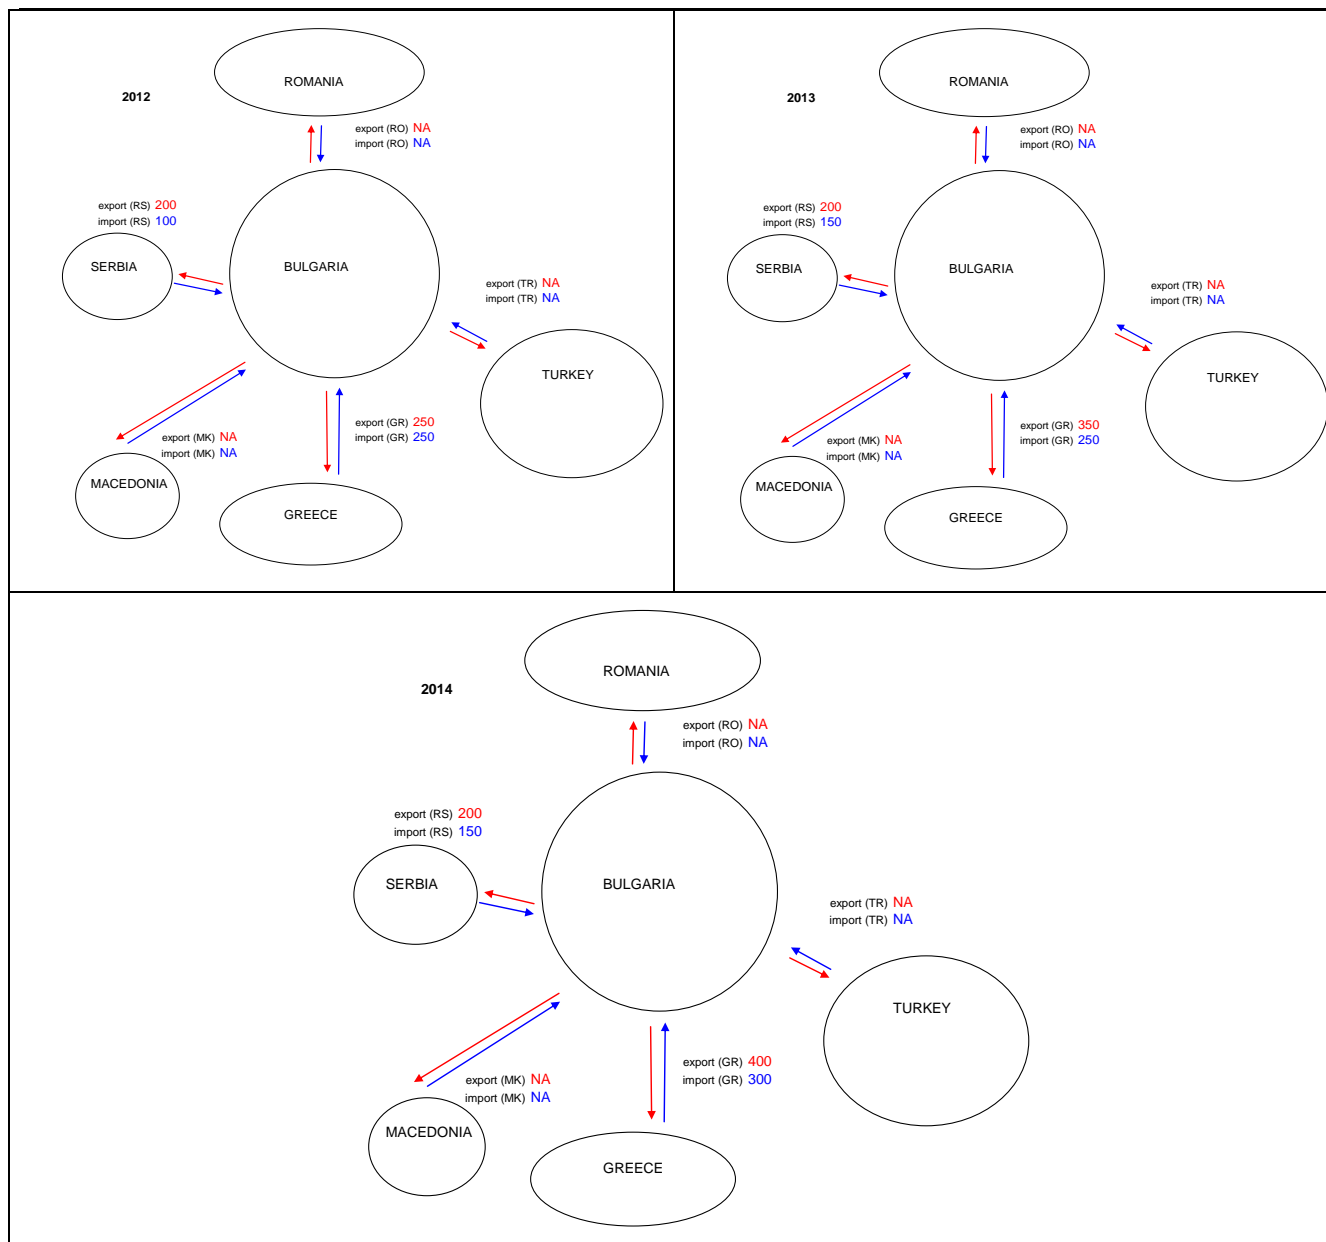 ROMANIA
2012
export (RO) NA
import (RO) NA
export (RS) 200
import (RS) 100
SERBIA
BULGARIA
export (TR) NA
import (TR) NA
TURKEY
export (GR) 250
import (GR) 250
export (MK) NA
import (MK) NA
MACEDONIA
GREECE
ROMANIA
2013
export (RO) NA
import (RO) NA
export (RS) 200
import (RS) 150
SERBIA
BULGARIA
export (TR) NA
import (TR) NA
TURKEY
export (GR) 350
import (GR) 250
export (MK) NA
import (MK) NA
MACEDONIA
GREECE
ROMANIA
2014
export (RO) NA
import (RO) NA
export (RS) 200
import (RS) 150
SERBIA
BULGARIA
export (TR) NA
import (TR) NA
TURKEY
export (GR) 400
import (GR) 300
export (MK) NA
import (MK) NA
MACEDONIA
GREECE